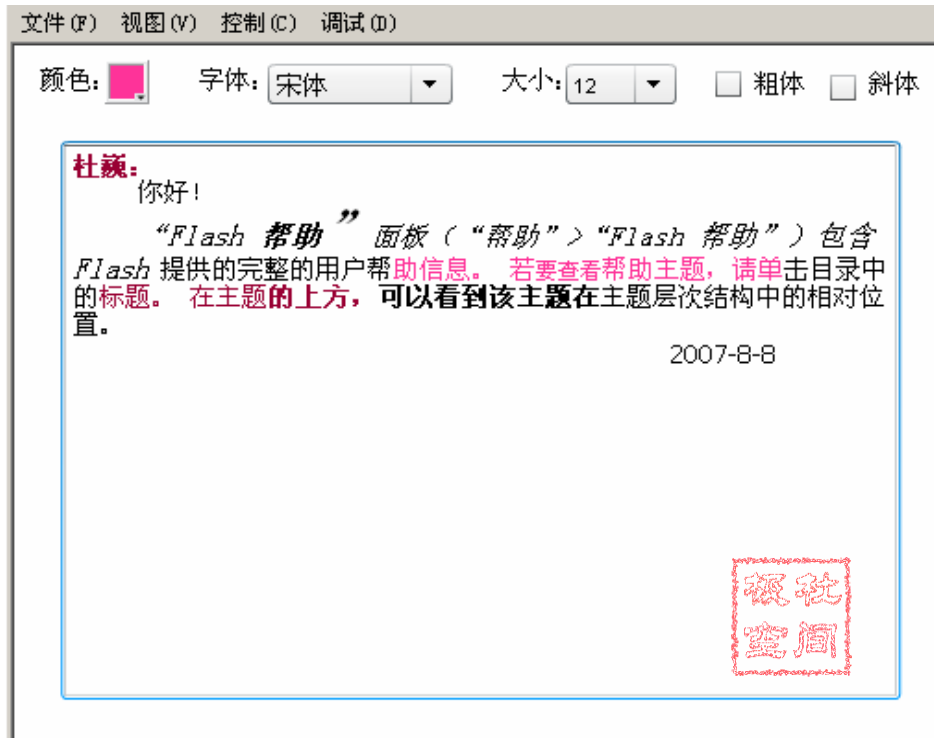 文件(F) 视图(V) 控制(C) 调试(D)
颜色: 字体: 宋体 大小: 12 粗体 斜体
杜巍：
你好！
“Flash 帮助” 面板（“帮助”>“Flash 帮助”）包含
Flash 提供的完整的用户帮助信息。 若要查看帮助主题，请单击目录中
的标题。 在主题的上方，可以看到该主题在主题层次结构中的相对位
置。
2007-8-8
空间